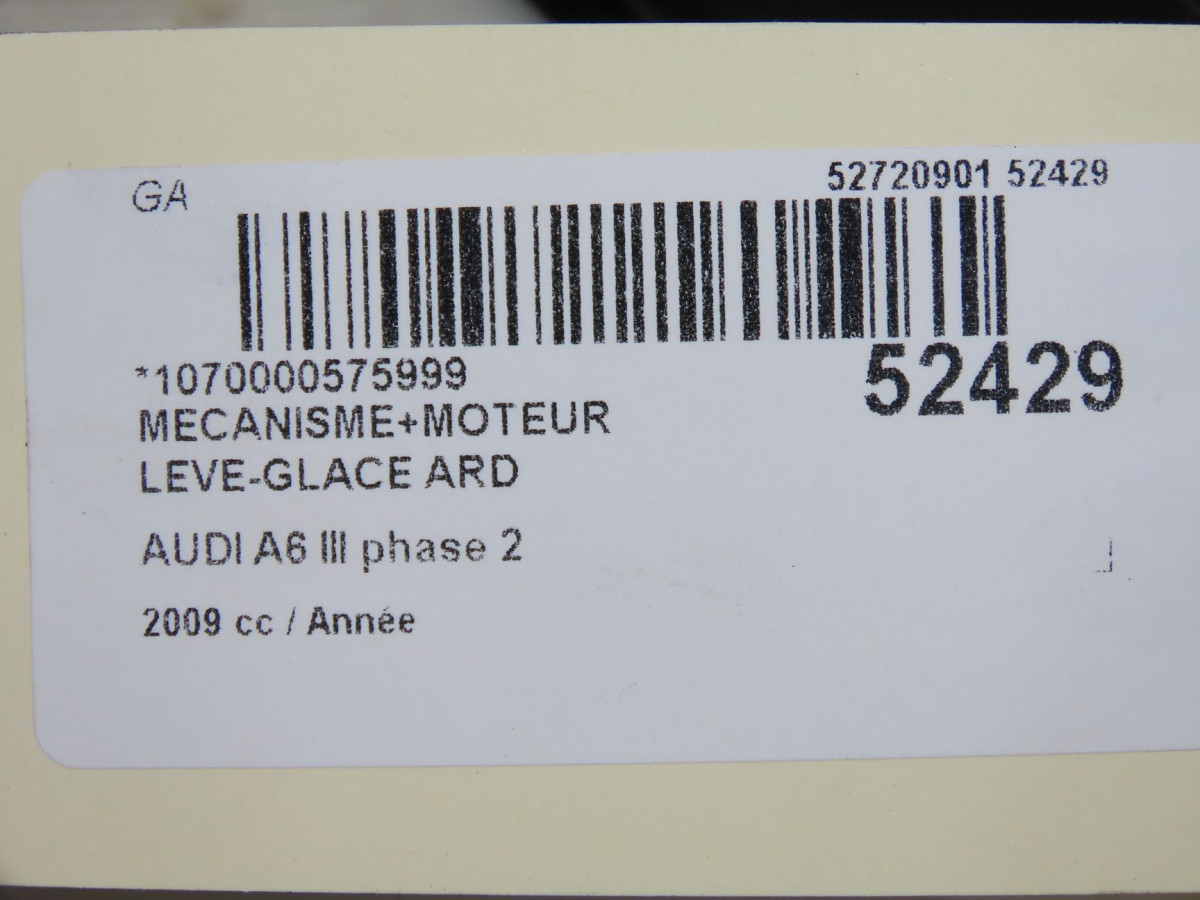 GA
52720901 52429
*1070000575999
52429
MECANISME+MOTEUR
LEVE-GLACE ARD
AUDI A6 III phase 2
2009 cc / Année